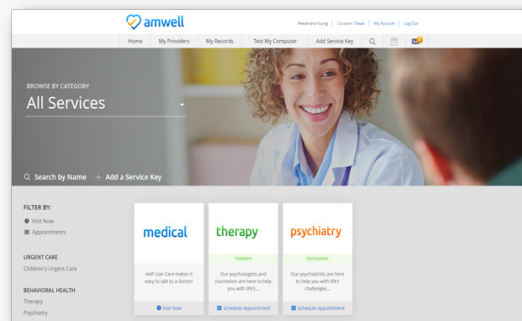 amwell
Alexandra Young | Location: Texas | My Account | Log Out
Home My Providers My Records Test My Computer Add Service Key
BROWSE BY CATEGORY
All Services
Search by Name + Add a Service Key
FILTER BY:
Visit Now
Appointments
URGENT CARE
Children's Urgent Care
BEHAVIORAL HEALTH
Therapy
Psychiatry
medical
AHP Live Care makes it
easy to talk to a doctor!
Visit Now
therapy
THERAPY
Our psychologists and
counselors are here to help
you with life's...
Schedule Appointment
psychiatry
PSYCHIATRY
Our psychiatrists are here
to help you with life's
challenges...
Schedule Appointment